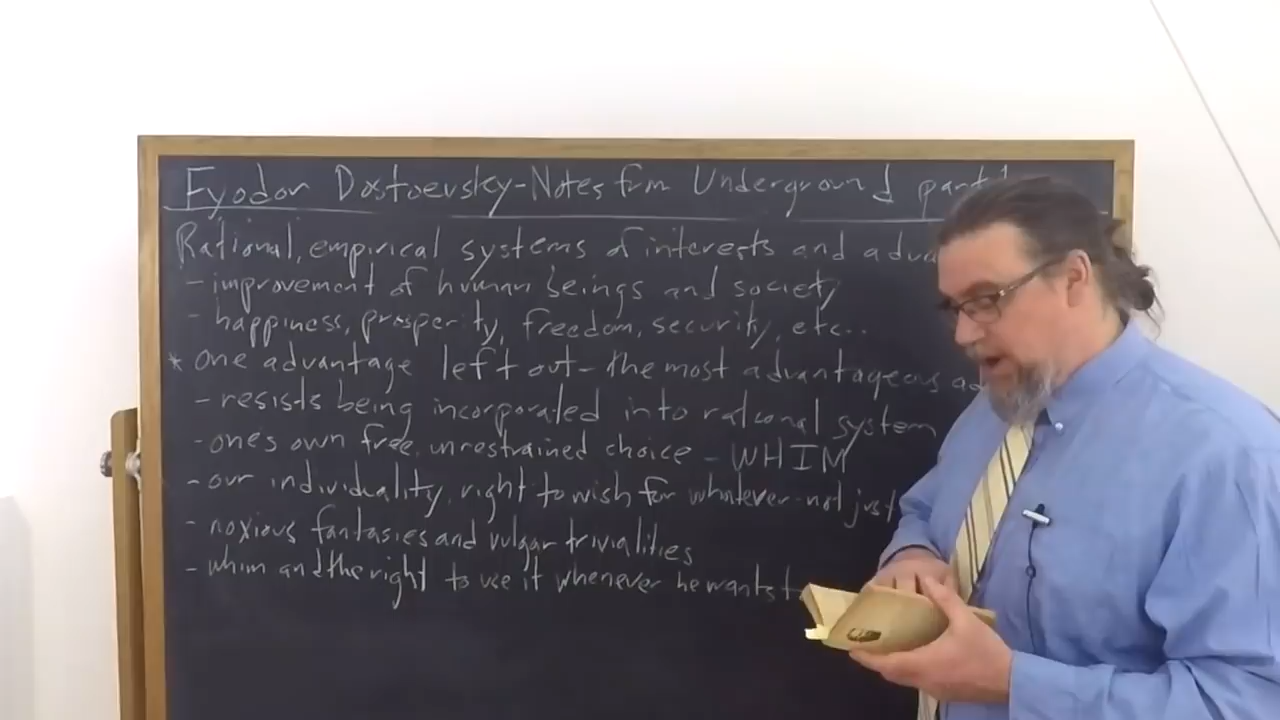 Fyodor Dostoevsky-Notes from Underground part 1
Rational, empirical systems of interests and adva
- improvement of human beings and society
- happiness, prosperity, freedom, security, etc..
* one advantage left out - the most advantageous ad
- resists being incorporated into rational system
- one's own free, unrestrained choice - WHIM
- our individuality, right to wish for whatever - not just
- noxious fantasies and vulgar trivialities
- whim and the right to use it whenever he wants t